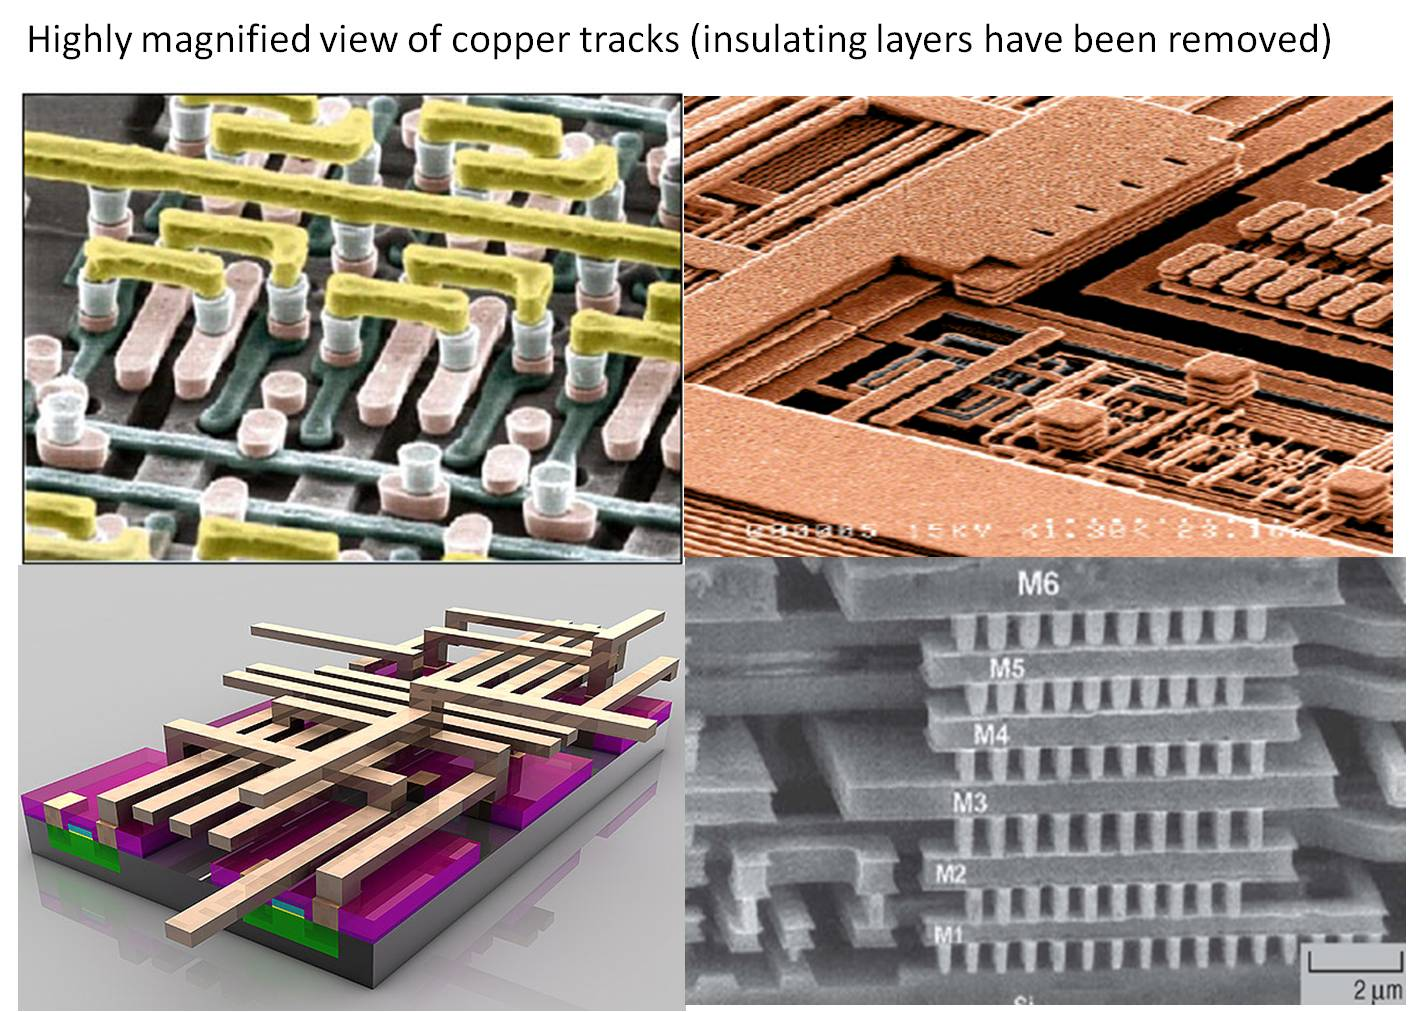 Highly magnified view of copper tracks (insulating layers have been removed)
15KV
M6
M5
M4
M3
M2
M1
Si
2 μm